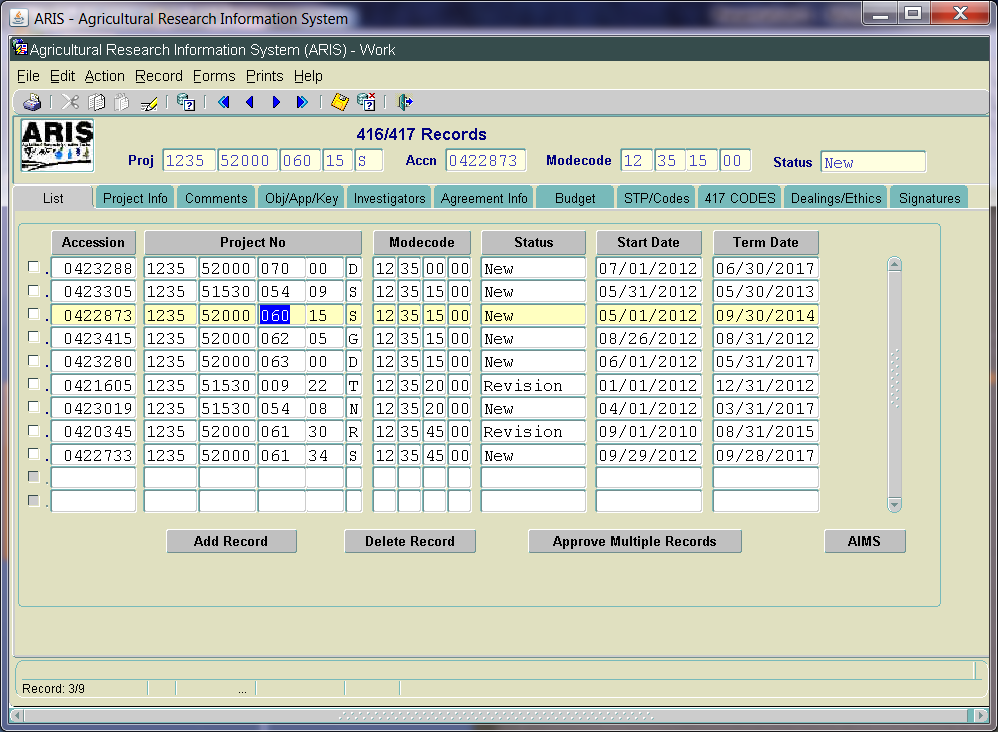 ARIS - Agricultural Research Information System
Agricultural Research Information System (ARIS) - Work
File Edit Action Record Forms Prints Help
ARIS
416/417 Records
Proj 1235 52000 060 15 S Accn 0422873 Modecode 12 35 15 00 Status New
List Project Info Comments Obj/App/Key Investigators Agreement Info Budget STP/Codes 417 CODES Dealings/Ethics Signatures
Accession Project No Modecode Status Start Date Term Date
0423288 1235 52000 070 00 D 12 35 00 00 New 07/01/2012 06/30/2017
0423305 1235 51530 054 09 S 12 35 15 00 New 05/31/2012 05/30/2013
0422873 1235 52000 060 15 S 12 35 15 00 New 05/01/2012 09/30/2014
0423415 1235 52000 062 05 G 12 35 15 00 New 08/26/2012 08/31/2012
0423280 1235 52000 063 00 D 12 35 15 00 New 06/01/2012 05/31/2017
0421605 1235 51530 009 22 T 12 35 20 00 Revision 01/01/2012 12/31/2012
0423019 1235 51530 054 08 N 12 35 20 00 New 04/01/2012 03/31/2017
0420345 1235 52000 061 30 R 12 35 45 00 Revision 09/01/2010 08/31/2015
0422733 1235 52000 061 34 S 12 35 45 00 New 09/29/2012 09/28/2017
Add Record Delete Record Approve Multiple Records AIMS
Record: 3/9 ...